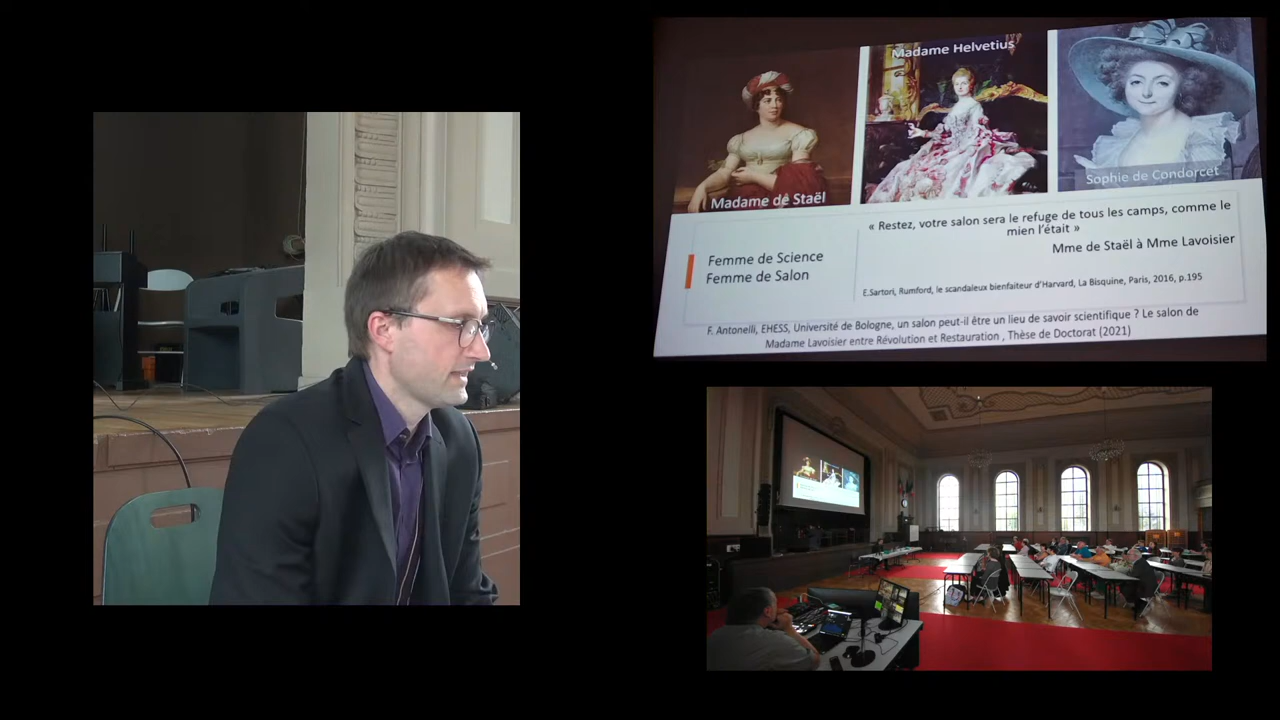 Madame de Staël
Madame Helvetius
Sophie de Condorcet
Femme de Science
Femme de Salon
« Restez, votre salon sera le refuge de tous les camps, comme le
mien l'était »
Mme de Staël à Mme Lavoisier
E.Sartori, Rumford, le scandaleux bienfaiteur d'Harvard, La Bisquine, Paris, 2016, p.195
F. Antonelli, EHESS, Université de Bologne, un salon peut-il être un lieu de savoir scientifique ? Le salon de
Madame Lavoisier entre Révolution et Restauration , Thèse de Doctorat (2021)